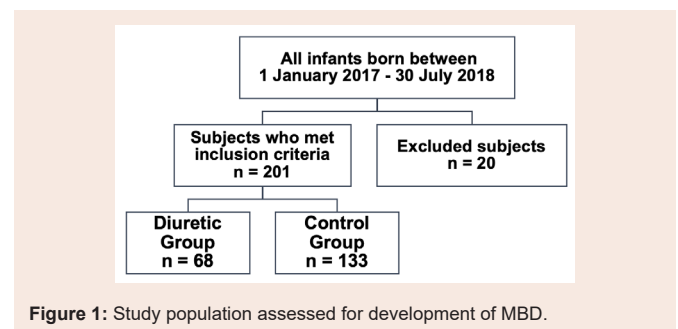 All infants born between
1 January 2017 - 30 July 2018
Subjects who met
inclusion criteria
n = 201
Excluded subjects
n = 20
Diuretic
Group
n = 68
Control
Group
n = 133
Figure 1: Study population assessed for development of MBD.